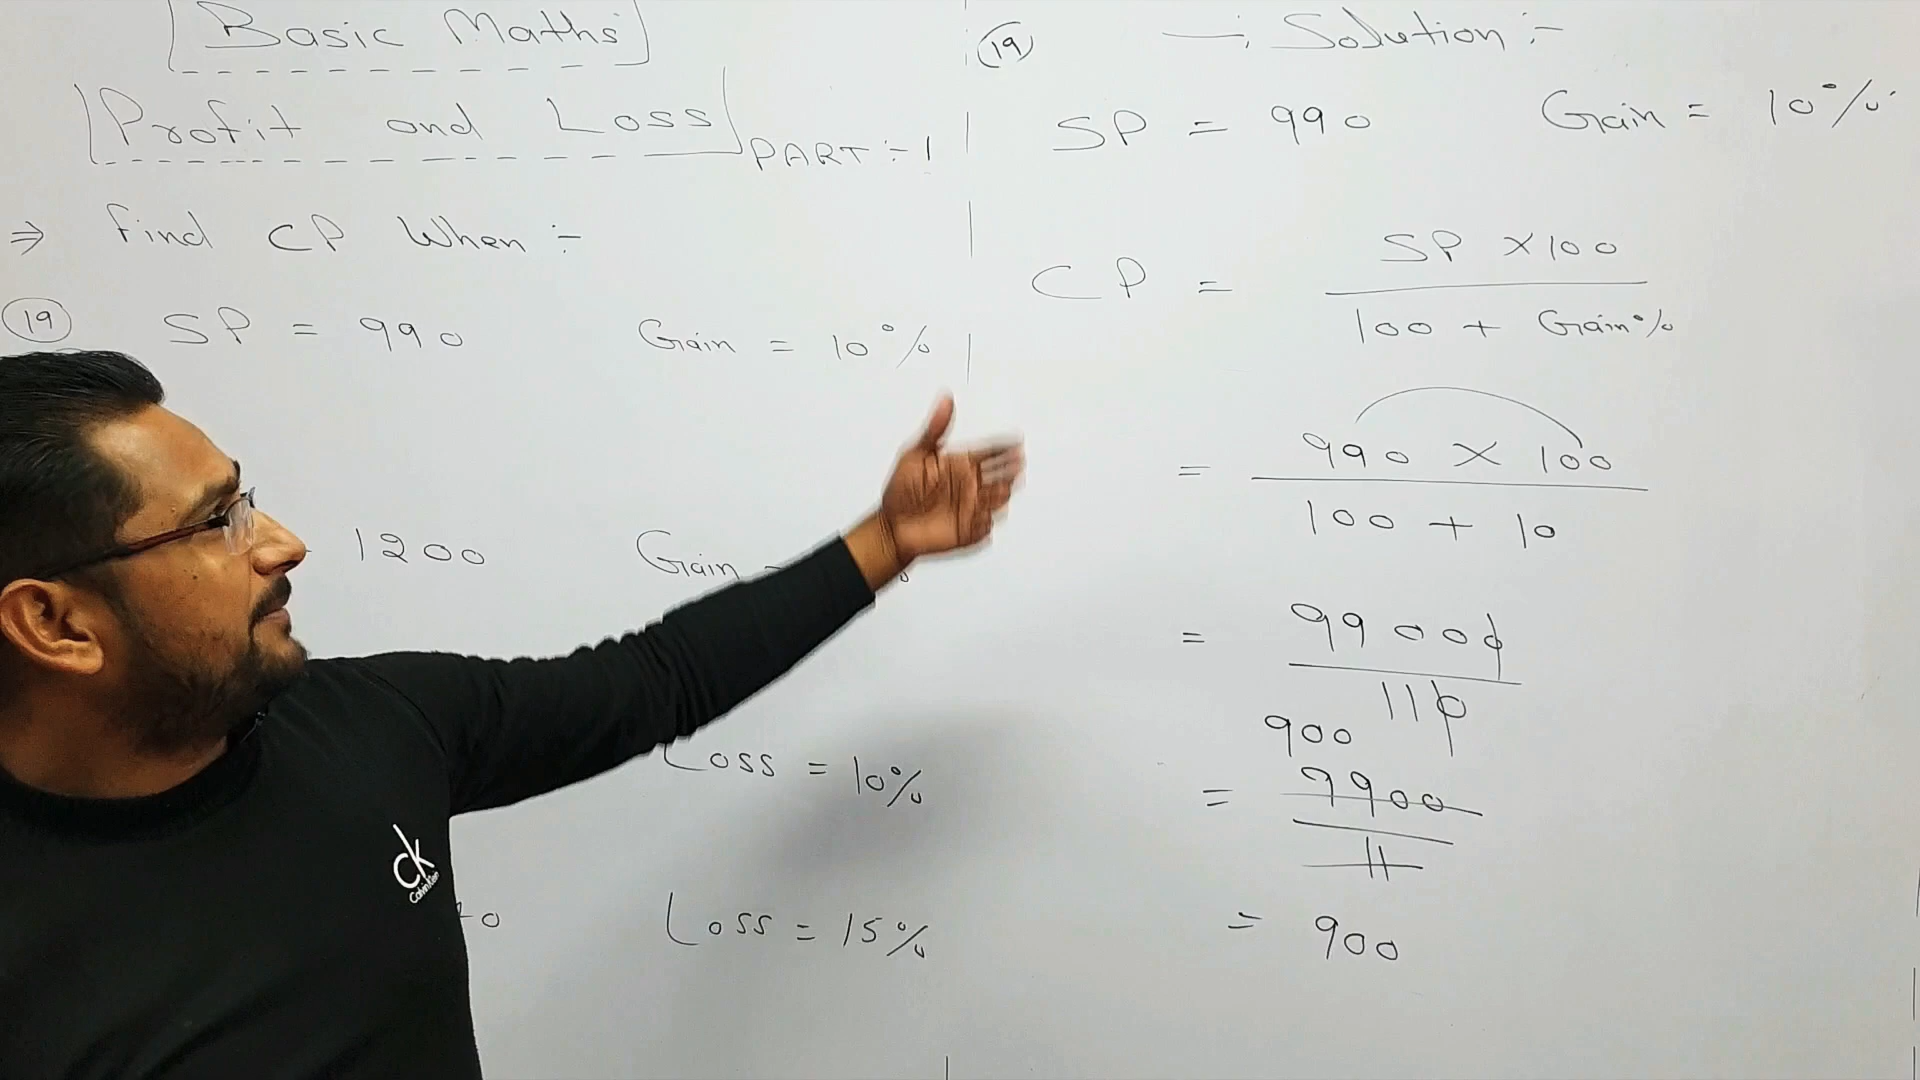 Basic Maths
Profit and Loss PART :- 1
⇒ Find CP When :-
19 SP = 990 Gain = 10%
1200 Gain
Loss = 10%
Loss = 15%
CK
Calvin Klein
19 —: Solution :-
SP = 990 Gain = 10%
CP = SP × 100
100 + Gain%
= 990 × 100
100 + 10
= 99000
110
900
= 9900
11
= 900